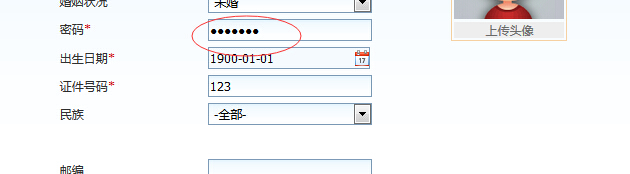 婚姻状况 未婚
密码* ●●●●●●●
上传头像
出生日期* 1900-01-01 17
证件号码* 123
民族 -全部-
邮编